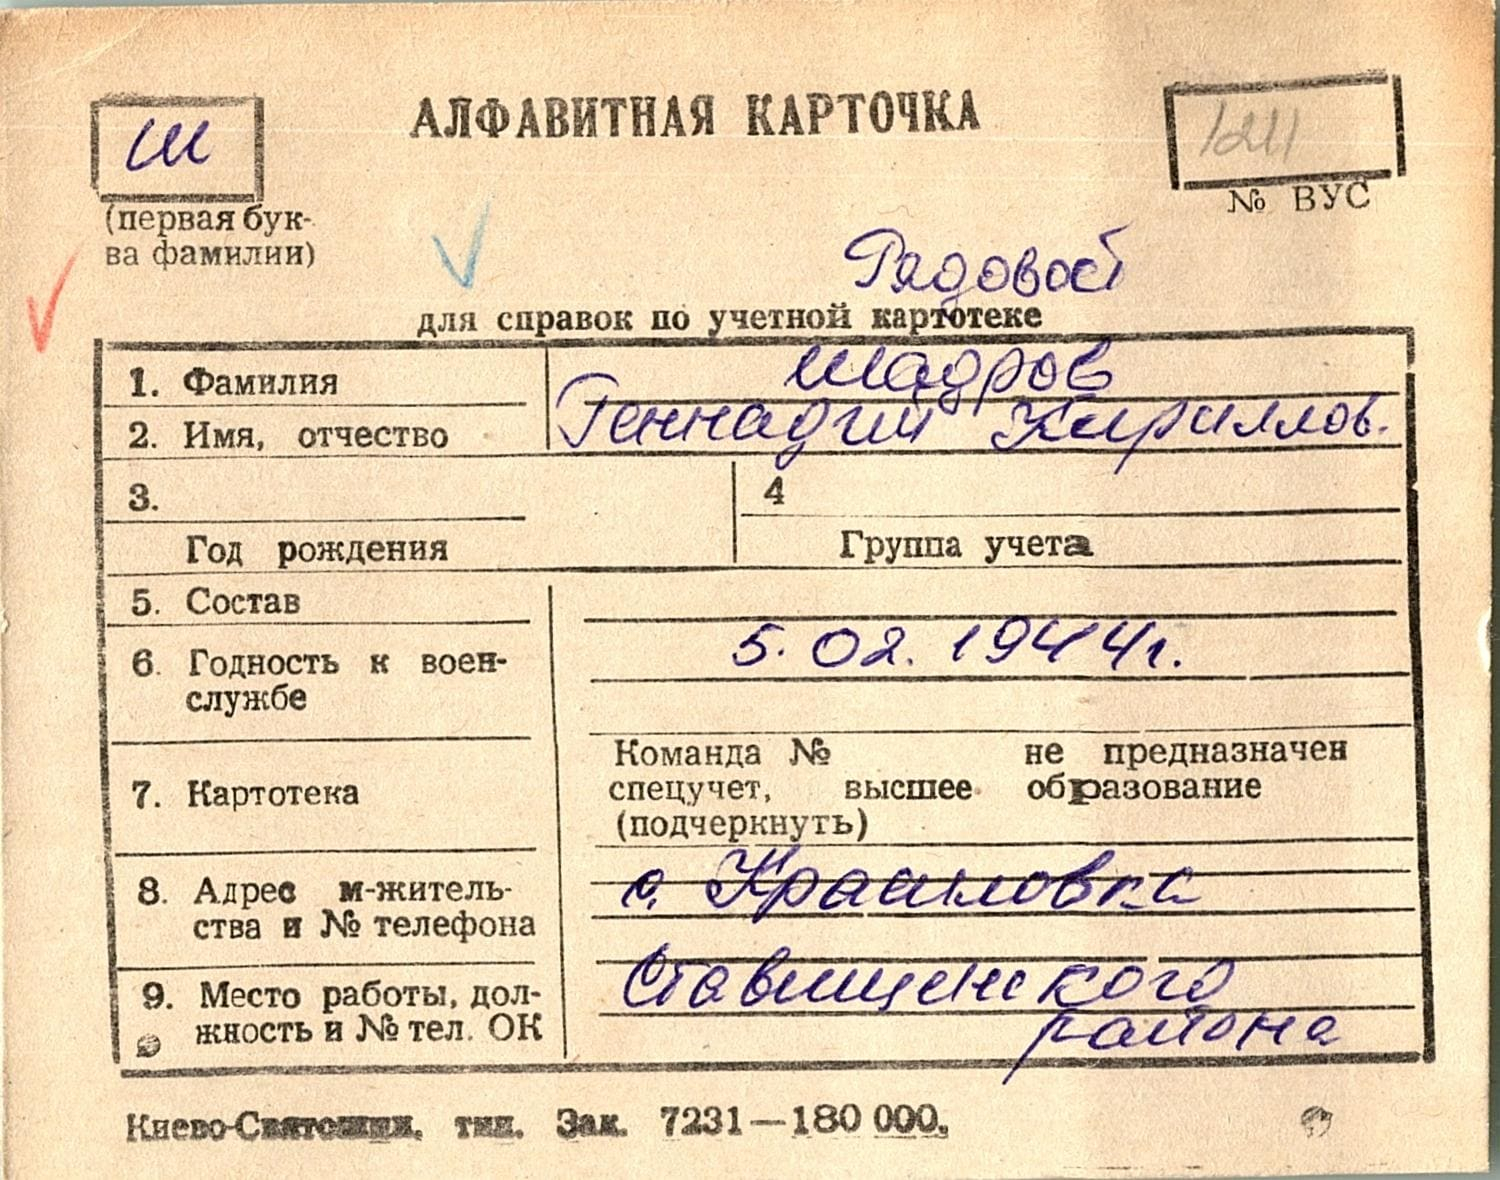 Ш
АЛФАВИТНАЯ КАРТОЧКА
1211
№ ВУС
(первая бук-
ва фамилии)
Рядовой
для справок по учетной картотеке
1. Фамилия
Шадров
2. Имя, отчество
Геннадий Кириллов.
3.
4
Год рождения
Группа учета
5. Состав
6. Годность к воен-
службе
5. 02. 1944г.
7. Картотека
Команда № не предназначен
спецучет, высшее образование
(подчеркнуть)
8. Адрес м-житель-
ства и № телефона
с. Крашловка
9. Место работы, дол-
жность и № тел. ОК
Ставищенского
района
Киево-Святошин. тип. Зак. 7231—180 000.